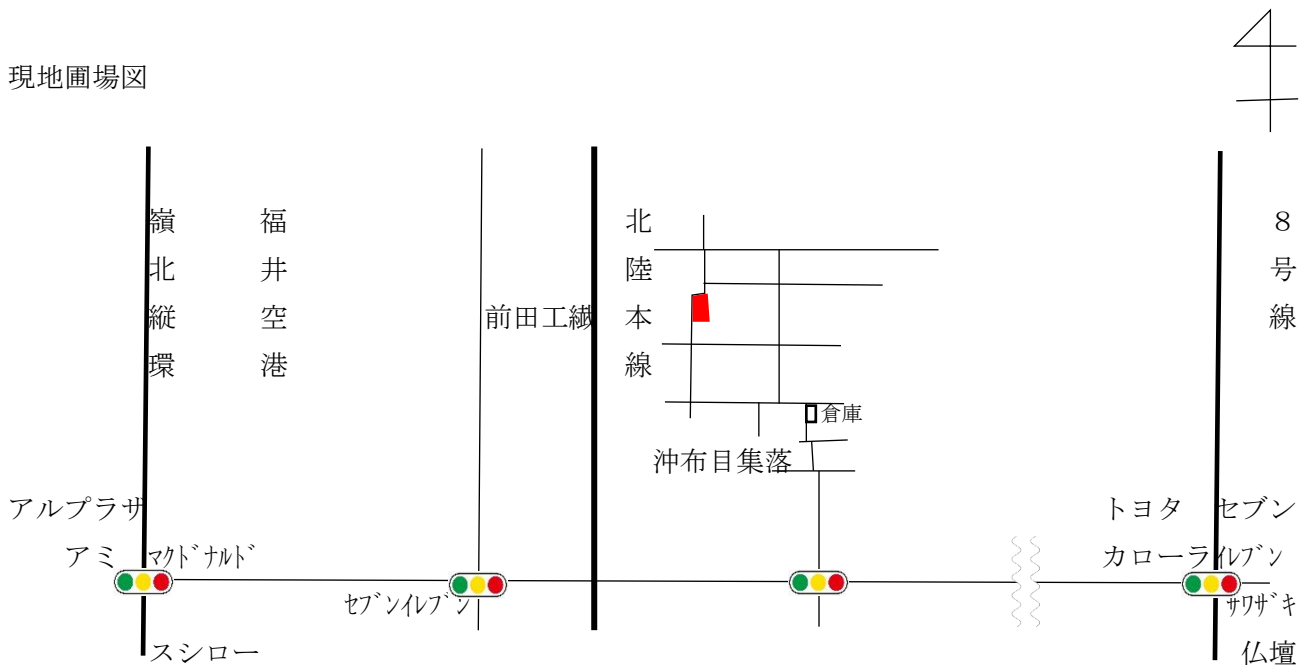 現地圃場図
嶺北縦環
福井空港
前田工繊
北陸本線
8号線
倉庫
沖布目集落
アルプラザ
アミ
マクドナルド
セブンイレブン
スシロー
トヨタ
カローラ
セブン
イレブン
サワザキ
仏壇